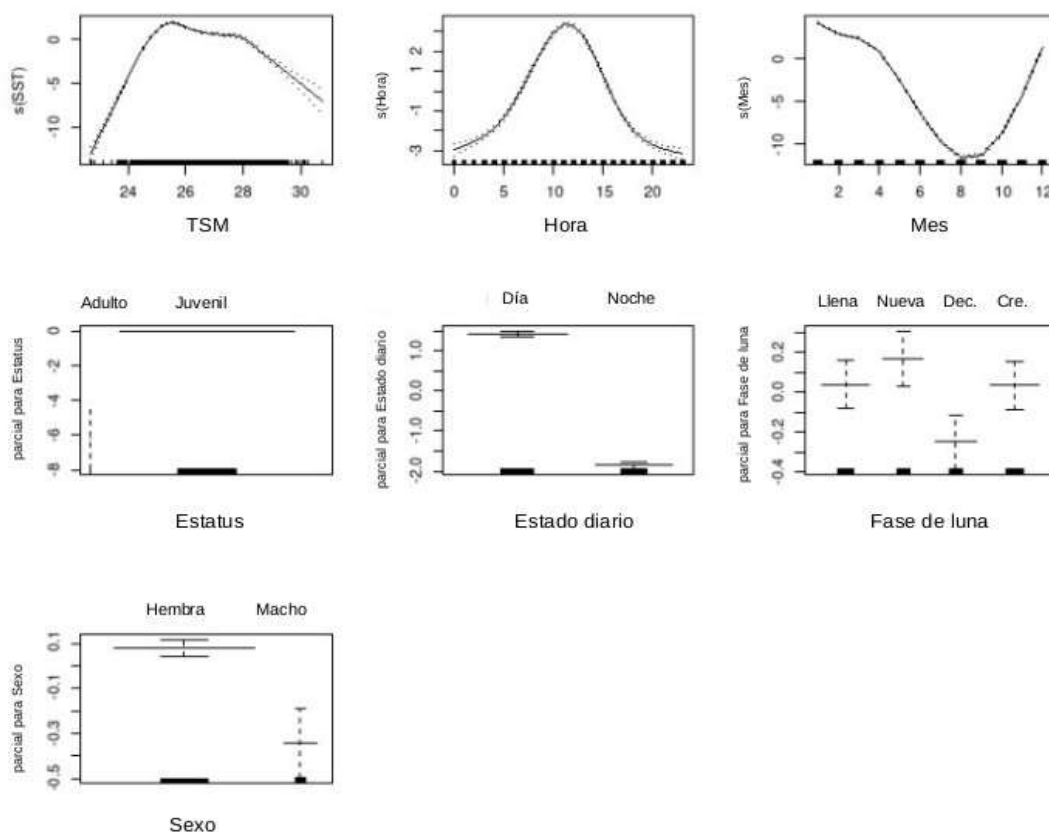 s(SST)
0
-5
-10
24 26 28 30
TSM
s(Hora)
2
1
-1
-3
0 5 10 15 20
Hora
s(Mes)
0
-5
-10
2 4 6 8 10 12
Mes
Adulto Juvenil
parcial para Estatus
0
-2
-4
-6
-8
Estatus
Día Noche
parcial para Estado diario
1.0
0.0
-1.0
-2.0
Estado diario
Llena Nueva Dec. Cre.
parcial para Fase de luna
0.2
0.0
-0.2
-0.4
Fase de luna
Hembra Macho
parcial para Sexo
0.1
-0.1
-0.3
-0.5
Sexo